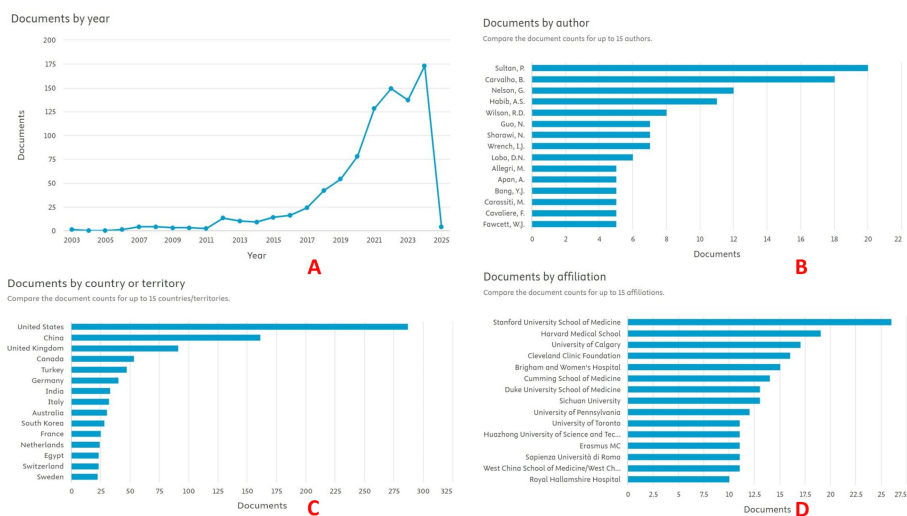 Documents by year
200
175
150
125
100
75
50
25
0
Documents
2003
2005
2007
2009
2011
2013
2015
2017
2019
2021
2023
2025
Year
A
Documents by author
Compare the document counts for up to 15 authors.
Sultan, P.
Carvalho, B.
Nelson, G.
Habib, A.S.
Wilson, R.D.
Guo, N.
Sharawi, N.
Wrench, I.J.
Lobo, D.N.
Allegri, M.
Apan, A.
Bang, Y.J.
Carassiti, M.
Cavaliere, F.
Fawcett, W.J.
0
2
4
6
8
10
12
14
16
18
20
22
Documents
B
Documents by country or territory
Compare the document counts for up to 15 countries/territories.
United States
China
United Kingdom
Canada
Turkey
Germany
India
Italy
Australia
South Korea
France
Netherlands
Egypt
Switzerland
Sweden
0
25
50
75
100
125
150
175
200
225
250
275
300
325
Documents
C
Documents by affiliation
Compare the document counts for up to 15 affiliations.
Stanford University School of Medicine
Harvard Medical School
University of Calgary
Cleveland Clinic Foundation
Brigham and Women's Hospital
Cumming School of Medicine
Duke University School of Medicine
Sichuan University
University of Pennsylvania
University of Toronto
Huazhong University of Science and Tec...
Erasmus MC
Sapienza Università di Roma
West China School of Medicine/West Ch...
Royal Hallamshire Hospital
0
2.5
5
7.5
10
12.5
15
17.5
20
22.5
25
27.5
Documents
D